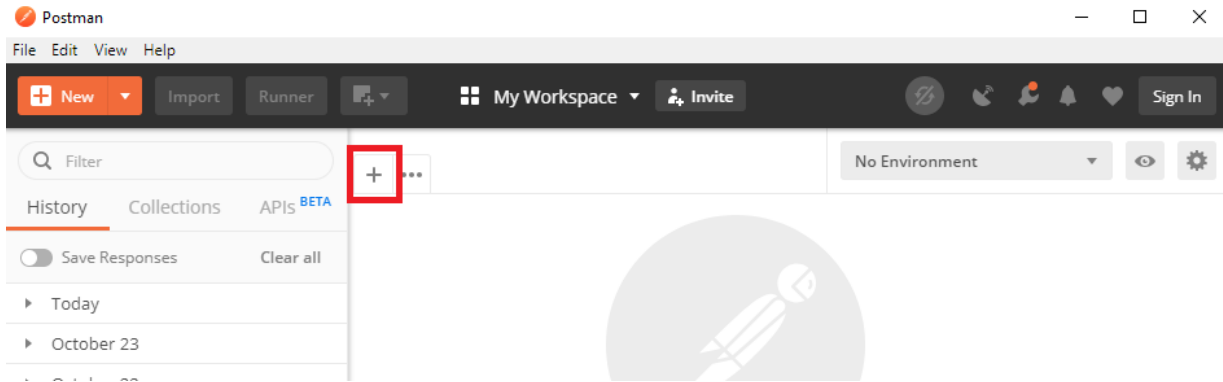 Postman
File Edit View Help
New Import Runner My Workspace Invite Sign In
Filter
No Environment
History Collections APIs BETA
Save Responses Clear all
Today
October 23